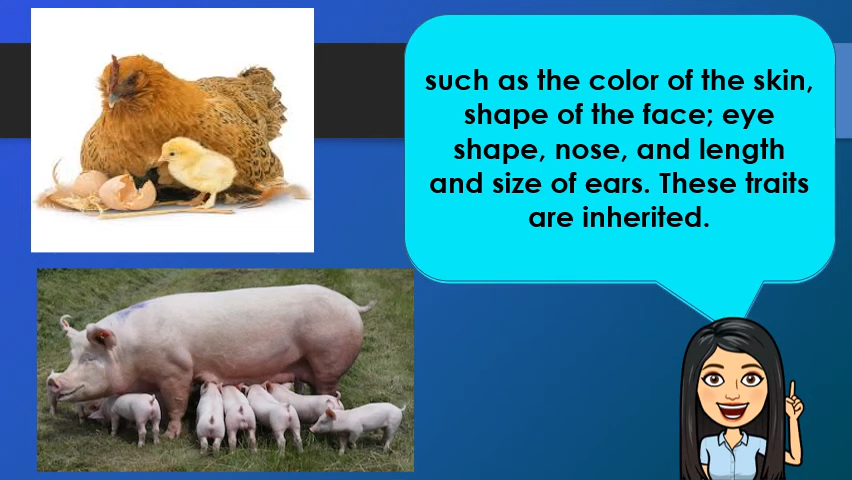 such as the color of the skin,
shape of the face; eye
shape, nose, and length
and size of ears. These traits
are inherited.